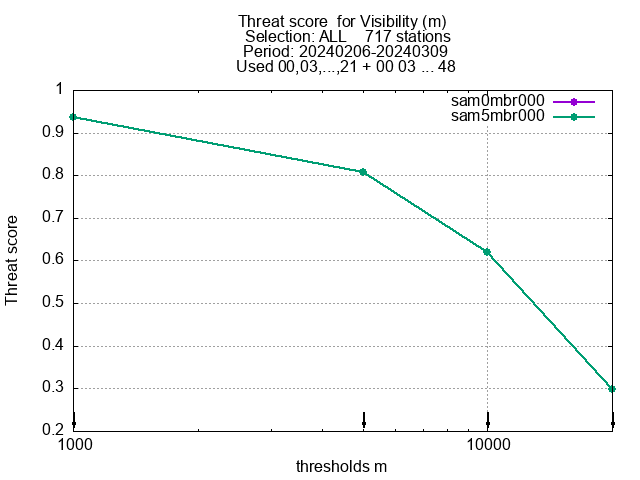 Threat score  for Visibility (m)
Selection: ALL    717 stations
Period: 20240206-20240309
Used 00,03,...,21 + 00 03 ... 48
sam0mbr000
sam5mbr000
1
0.9
0.8
0.7
0.6
0.5
0.4
0.3
0.2
Threat score
1000
10000
thresholds m